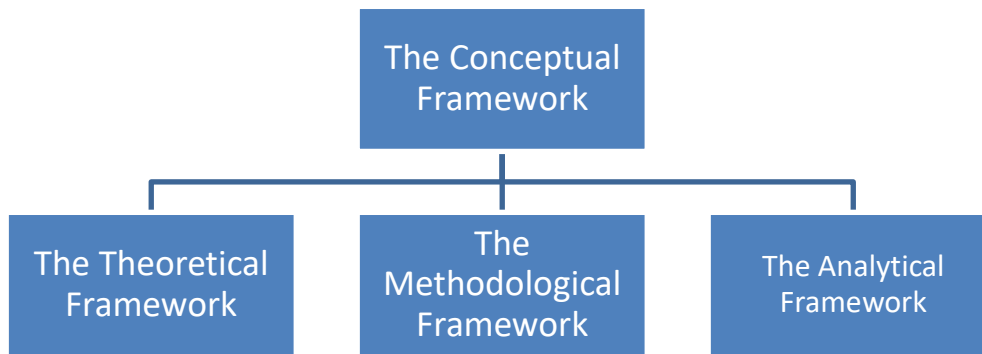 The Conceptual
Framework
The Theoretical
Framework
The
Methodological
Framework
The Analytical
Framework